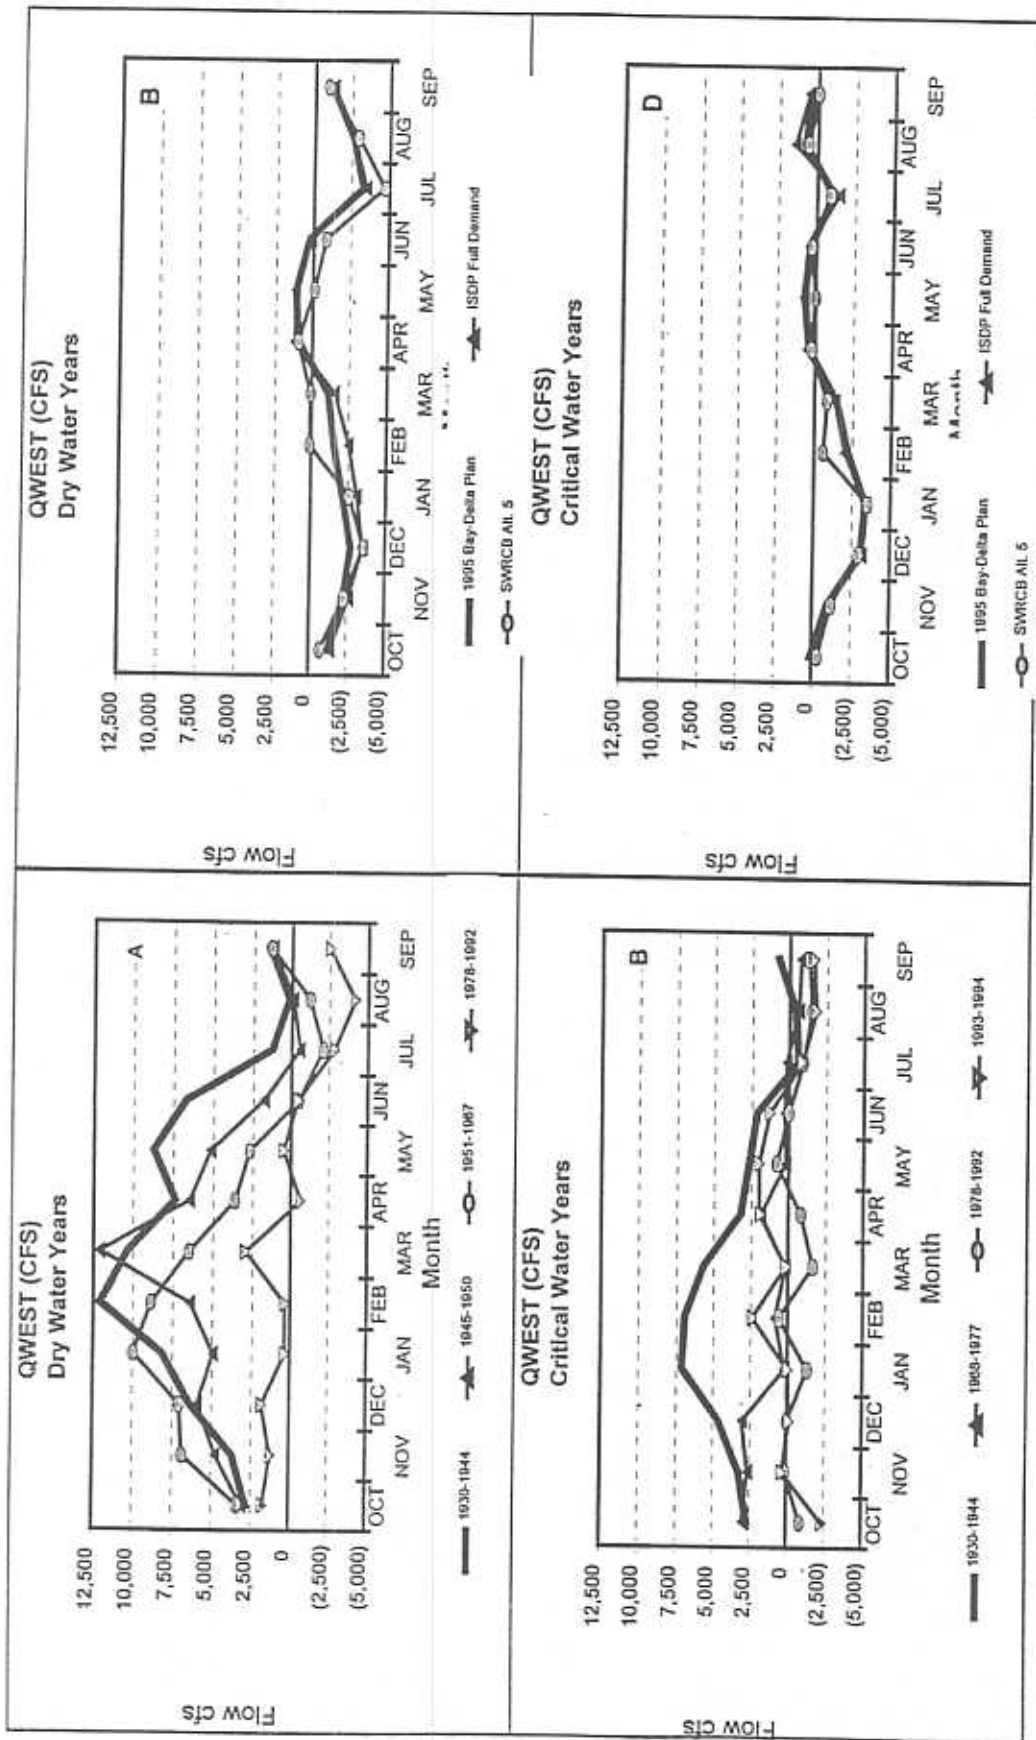 QWEST (CFS)
Dry Water Years
A
12,500
10,000
7,500
5,000
2,500
0
(2,500)
(5,000)
Flow cfs
OCT NOV DEC JAN FEB MAR APR MAY JUN JUL AUG SEP
Month
1930-1944 1945-1950 1951-1967 1978-1992
QWEST (CFS)
Dry Water Years
B
12,500
10,000
7,500
5,000
2,500
0
(2,500)
(5,000)
Flow cfs
OCT NOV DEC JAN FEB MAR APR MAY JUN JUL AUG SEP
1995 Bay-Delta Plan ISDP Full Demand
SWRCB Alt. 5
QWEST (CFS)
Critical Water Years
B
12,500
10,000
7,500
5,000
2,500
0
(2,500)
(5,000)
Flow cfs
OCT NOV DEC JAN FEB MAR APR MAY JUN JUL AUG SEP
Month
1930-1944 1968-1977 1978-1992 1993-1994
QWEST (CFS)
Critical Water Years
D
12,500
10,000
7,500
5,000
2,500
0
(2,500)
(5,000)
Flow cfs
OCT NOV DEC JAN FEB MAR APR MAY JUN JUL AUG SEP
Month
1995 Bay-Delta Plan ISDP Full Demand
SWRCB Alt. 5